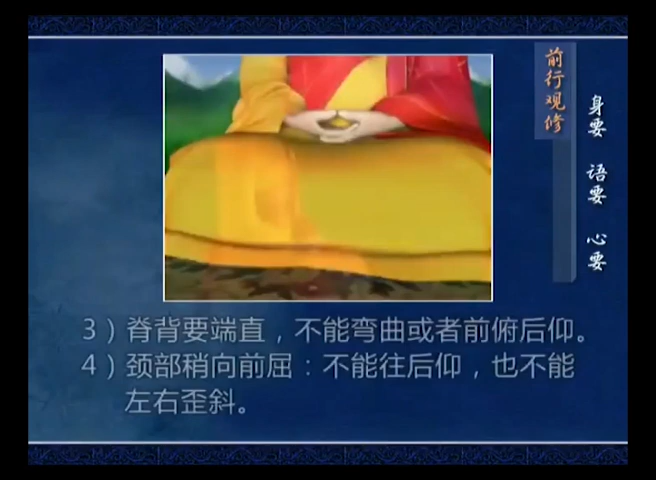 前行观修
身要 语要 心要
3）脊背要端直，不能弯曲或者前俯后仰。
4）颈部稍向前屈：不能往后仰，也不能
左右歪斜。